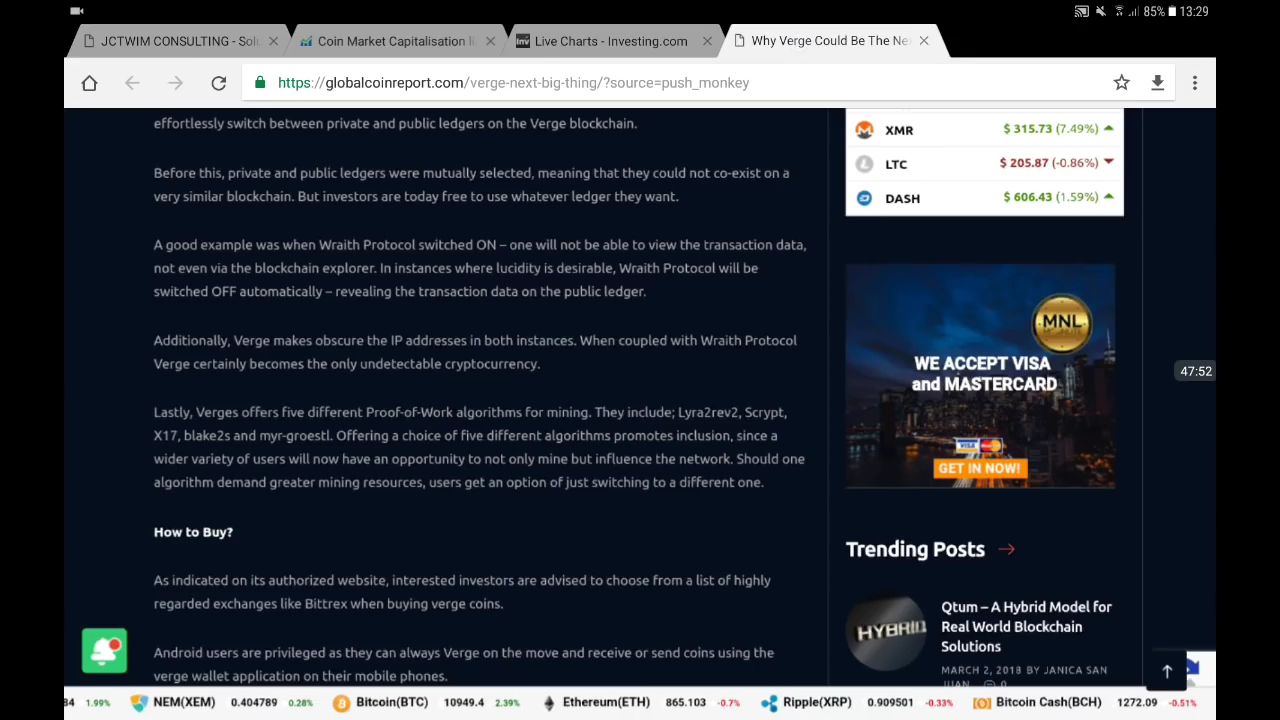 85% 13:29
JCTWIM CONSULTING - Solu
Coin Market Capitalisation li
Live Charts - Investing.com
Why Verge Could Be The Ne
https://globalcoinreport.com/verge-next-big-thing/?source=push_monkey
effortlessly switch between private and public ledgers on the Verge blockchain.
Before this, private and public ledgers were mutually selected, meaning that they could not co-exist on a
very similar blockchain. But investors are today free to use whatever ledger they want.
A good example was when Wraith Protocol switched ON – one will not be able to view the transaction data,
not even via the blockchain explorer. In instances where lucidity is desirable, Wraith Protocol will be
switched OFF automatically – revealing the transaction data on the public ledger.
Additionally, Verge makes obscure the IP addresses in both instances. When coupled with Wraith Protocol
Verge certainly becomes the only undetectable cryptocurrency.
Lastly, Verges offers five different Proof-of-Work algorithms for mining. They include; Lyra2rev2, Scrypt,
X17, blake2s and myr-groestl. Offering a choice of five different algorithms promotes inclusion, since a
wider variety of users will now have an opportunity to not only mine but influence the network. Should one
algorithm demand greater mining resources, users get an option of just switching to a different one.
How to Buy?
As indicated on its authorized website, interested investors are advised to choose from a list of highly
regarded exchanges like Bittrex when buying verge coins.
Android users are privileged as they can always Verge on the move and receive or send coins using the
verge wallet application on their mobile phones.
XMR $ 315.73 (7.49%)
LTC $ 205.87 (-0.86%)
DASH $ 606.43 (1.59%)
MNL
WE ACCEPT VISA
and MASTERCARD
VISA
GET IN NOW!
47:52
Trending Posts
HYBRID
Qtum – A Hybrid Model for
Real World Blockchain
Solutions
MARCH 2, 2018 BY JANICA SAN
JUAN 0
84 1.99% NEM(XEM) 0.404789 0.28% Bitcoin(BTC) 10949.4 2.39% Ethereum(ETH) 865.103 -0.7% Ripple(XRP) 0.909501 -0.33% Bitcoin Cash(BCH) 1272.09 -0.51%